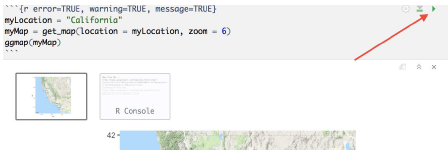 ```{r error=TRUE, warning=TRUE, message=TRUE}
myLocation = "California"
myMap = get_map(location = myLocation, zoom = 6)
ggmap(myMap)
```
R Console
42